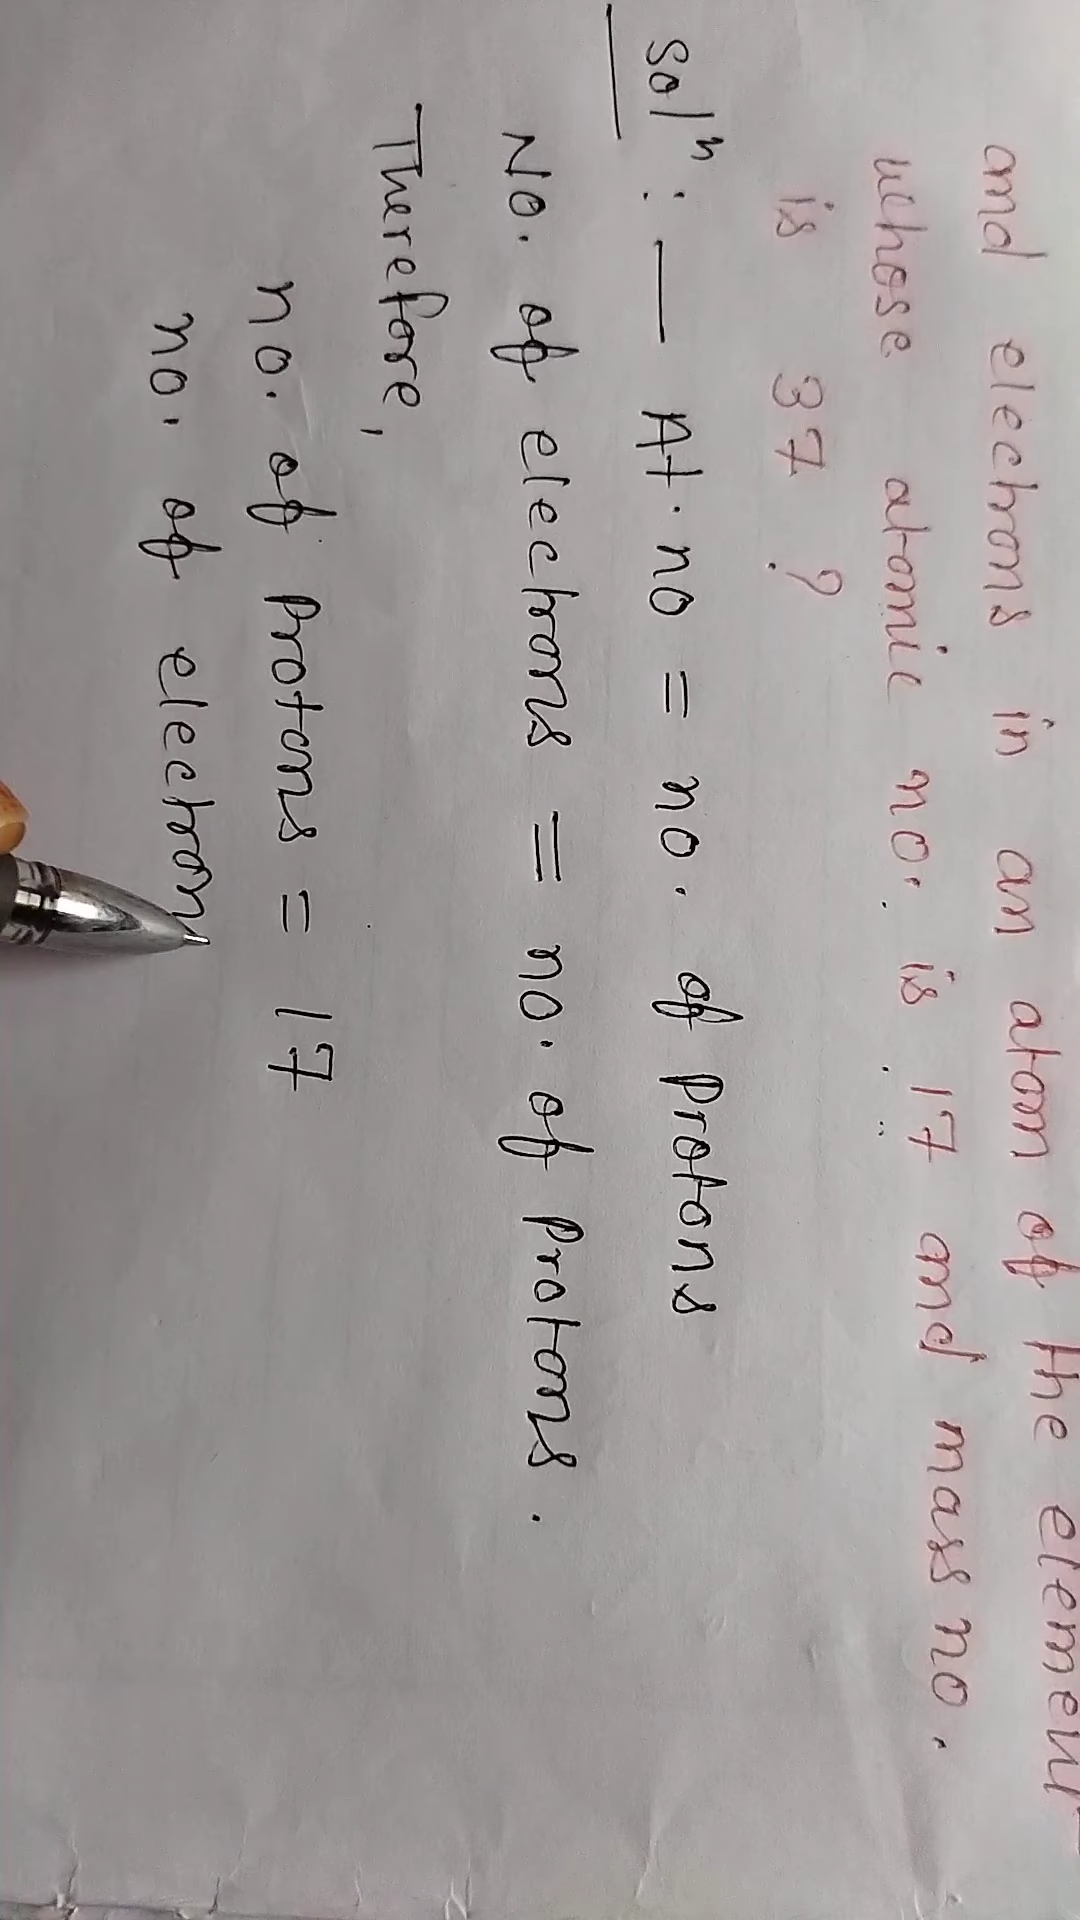 and electrons in an atom of the element
whose atomic no. is 17 and mass no.
is 37 ?
Solⁿ : — At. no = no. of Protons
No. of electrons = no. of Protons.
Therefore,
no. of Protons = 17
no. of electron